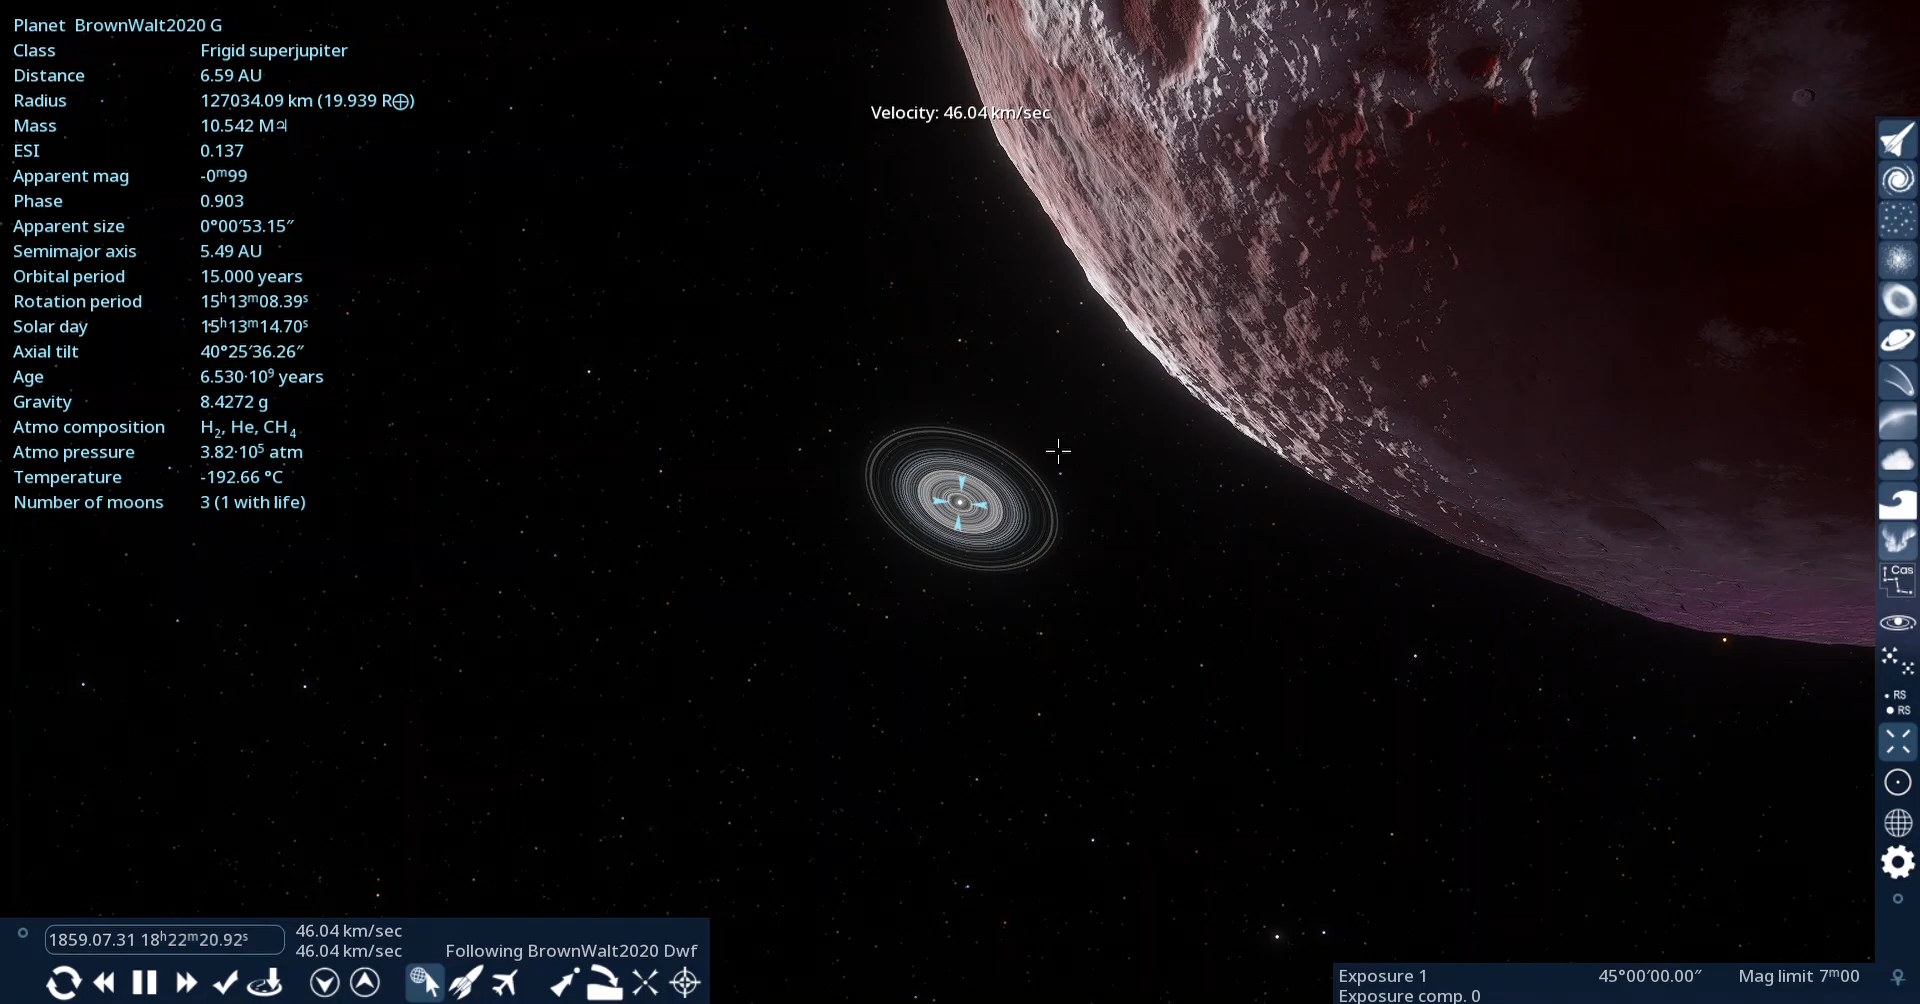 Planet BrownWalt2020 G
Class Frigid superjupiter
Distance 6.59 AU
Radius 127034.09 km (19.939 R⊕)
Mass 10.542 M♃
ESI 0.137
Apparent mag -0ᵐ99
Phase 0.903
Apparent size 0°00′53.15″
Semimajor axis 5.49 AU
Orbital period 15.000 years
Rotation period 15ʰ13ᵐ08.39ˢ
Solar day 15ʰ13ᵐ14.70ˢ
Axial tilt 40°25′36.26″
Age 6.530·10⁹ years
Gravity 8.4272 g
Atmo composition H₂, He, CH₄
Atmo pressure 3.82·10⁵ atm
Temperature -192.66 °C
Number of moons 3 (1 with life)
Velocity: 46.04 km/sec
Cas
RS
RS
1859.07.31 18ʰ22ᵐ20.92ˢ
46.04 km/sec
46.04 km/sec
Following BrownWalt2020 Dwf
Exposure 1 45°00′00.00″ Mag limit 7ᵐ00
Exposure comp. 0